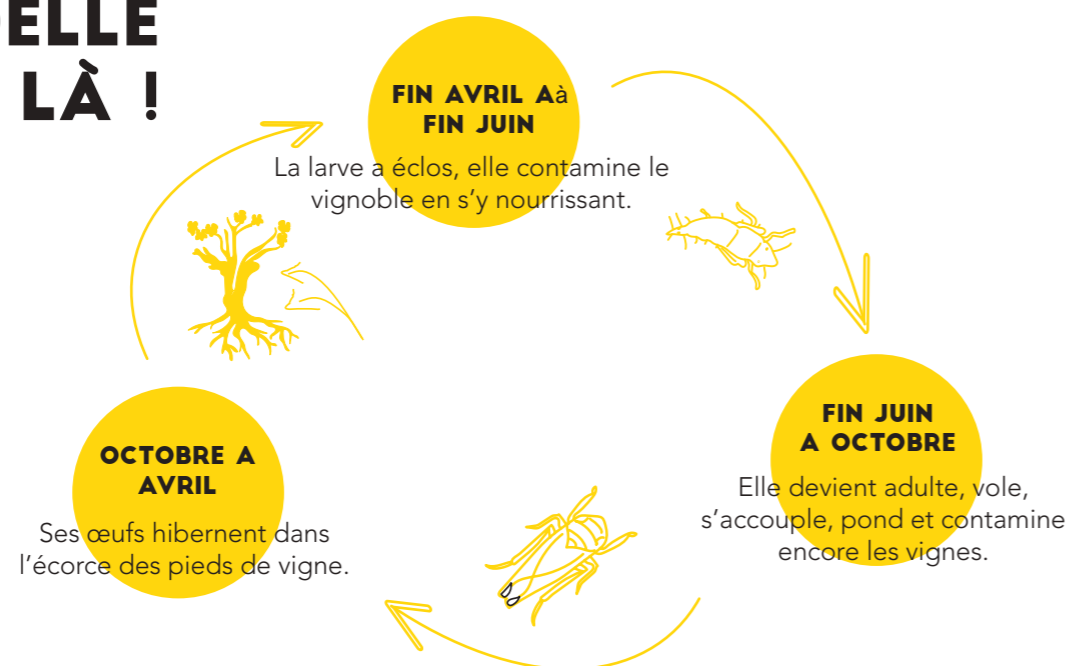 LÀ !
FIN AVRIL Aà
FIN JUIN
La larve a éclos, elle contamine le
vignoble en s’y nourrissant.
FIN JUIN
A OCTOBRE
Elle devient adulte, vole,
s’accouple, pond et contamine
encore les vignes.
OCTOBRE A
AVRIL
Ses œufs hibernent dans
l’écorce des pieds de vigne.